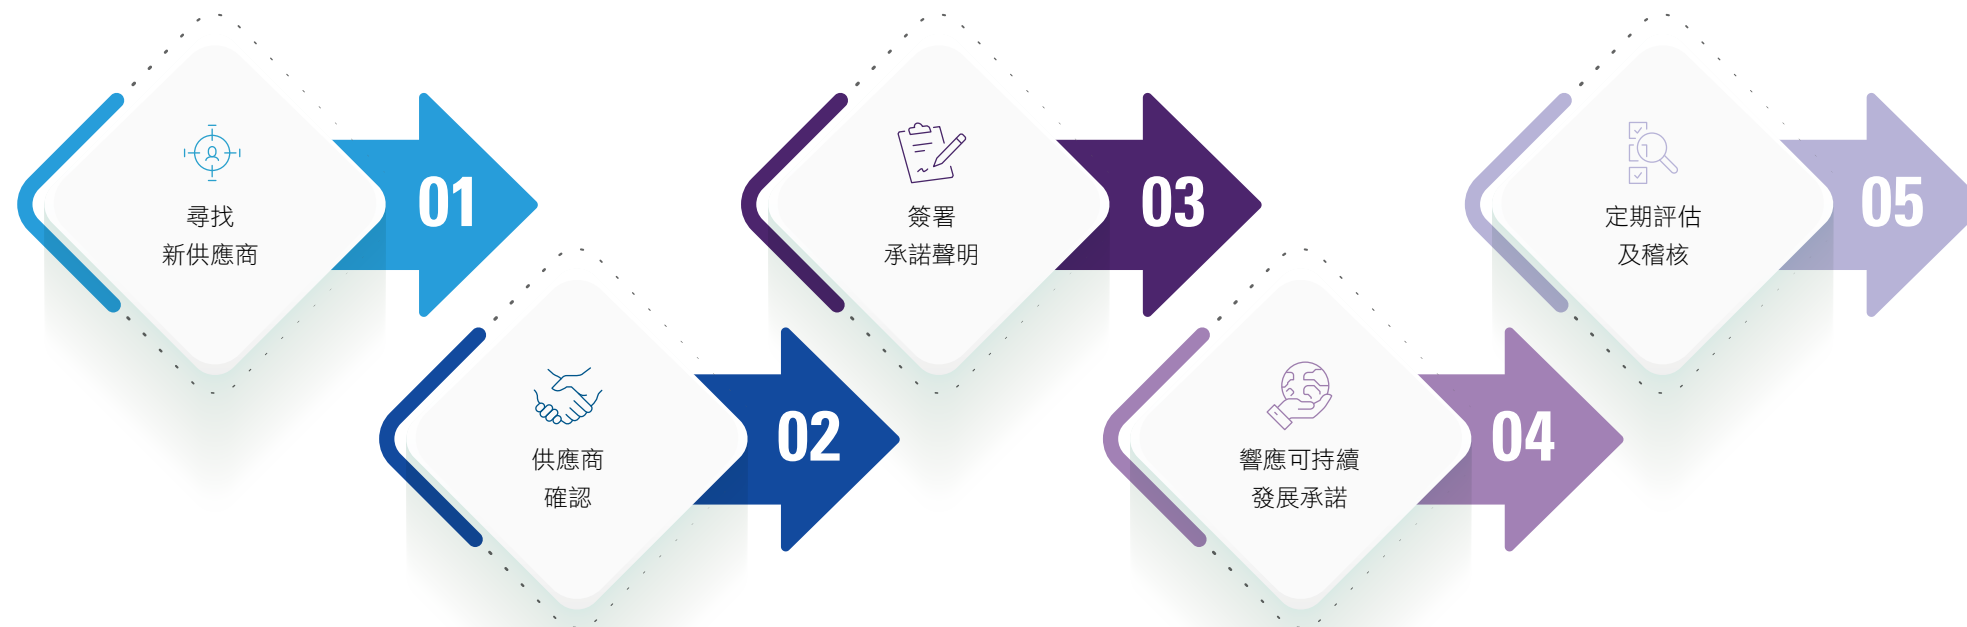 尋找
新供應商
01
供應商
確認
02
簽署
承諾聲明
03
響應可持續
發展承諾
04
定期評估
及稽核
05